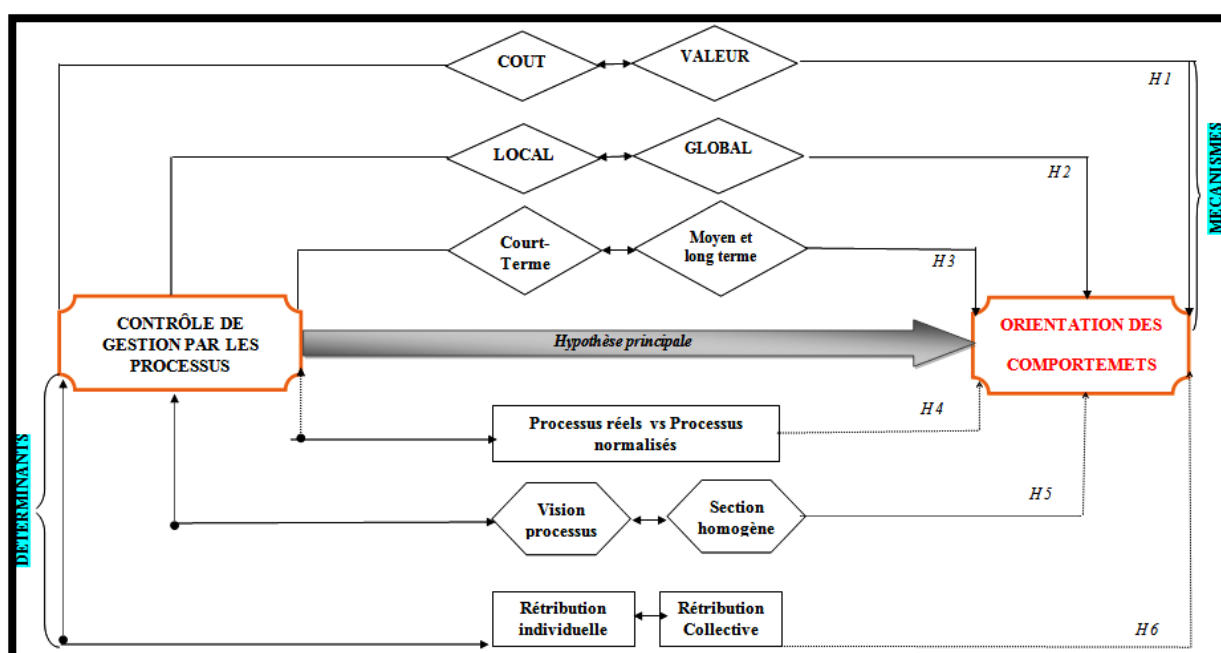 COUT
VALEUR
H1
MECANISMES
LOCAL
GLOBAL
H2
Court-
Terme
Moyen et
long terme
H3
CONTRÔLE DE
GESTION PAR LES
PROCESSUS
Hypothèse principale
ORIENTATION DES
COMPORTEMETS
Processus réels vs Processus
normalisés
H4
DETERMINANTS
Vision
processus
Section
homogène
H5
Rétribution
individuelle
Rétribution
Collective
H6